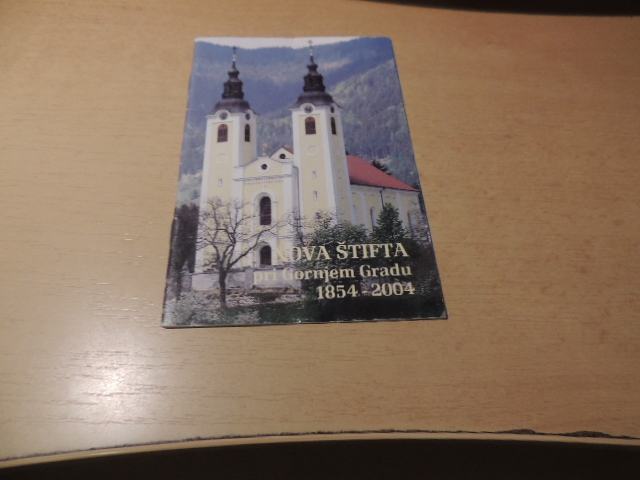 NOVA ŠTIFTA
pri Gornjem Gradu
1854 - 2004